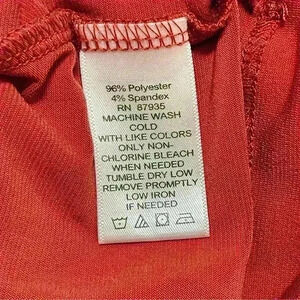 96% Polyester
4% Spandex
RN 87935
MACHINE WASH
COLD
WITH LIKE COLORS
ONLY NON-
CHLORINE BLEACH
WHEN NEEDED
TUMBLE DRY LOW
REMOVE PROMPTLY
LOW IRON
IF NEEDED